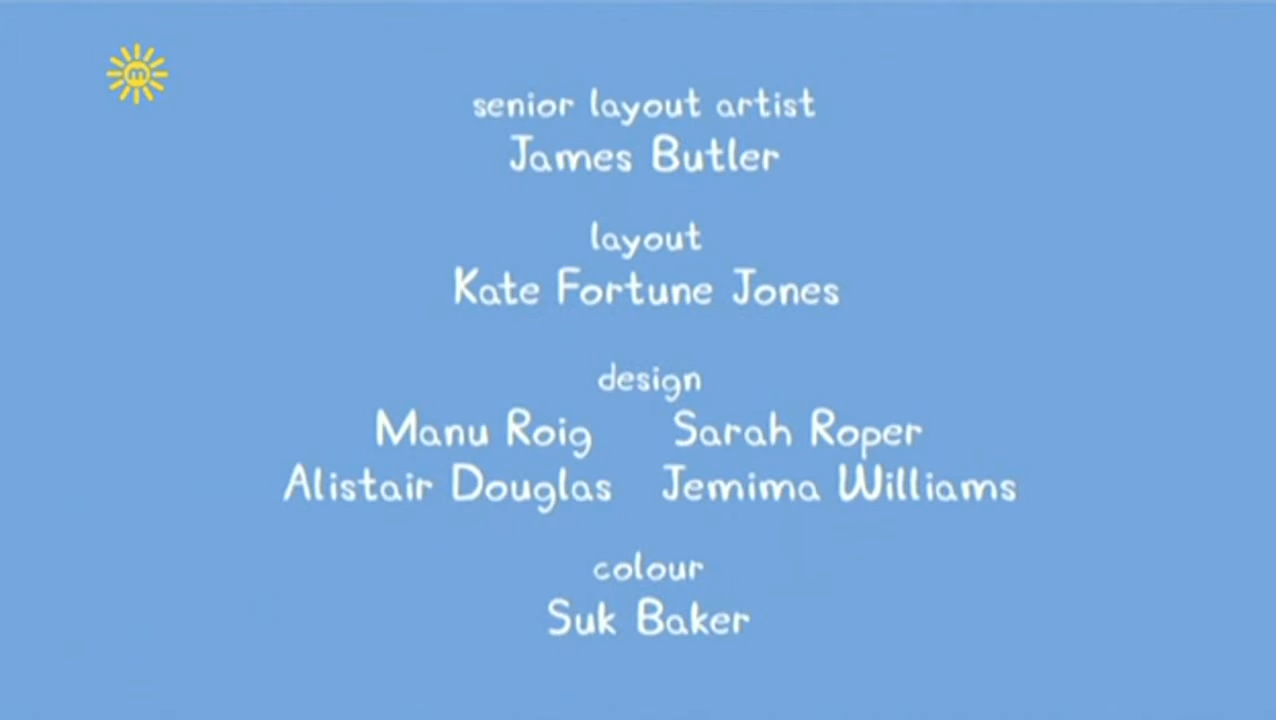 m
senior layout artist
James Butler
layout
Kate Fortune Jones
design
Manu Roig Sarah Roper
Alistair Douglas Jemima Williams
colour
Suk Baker